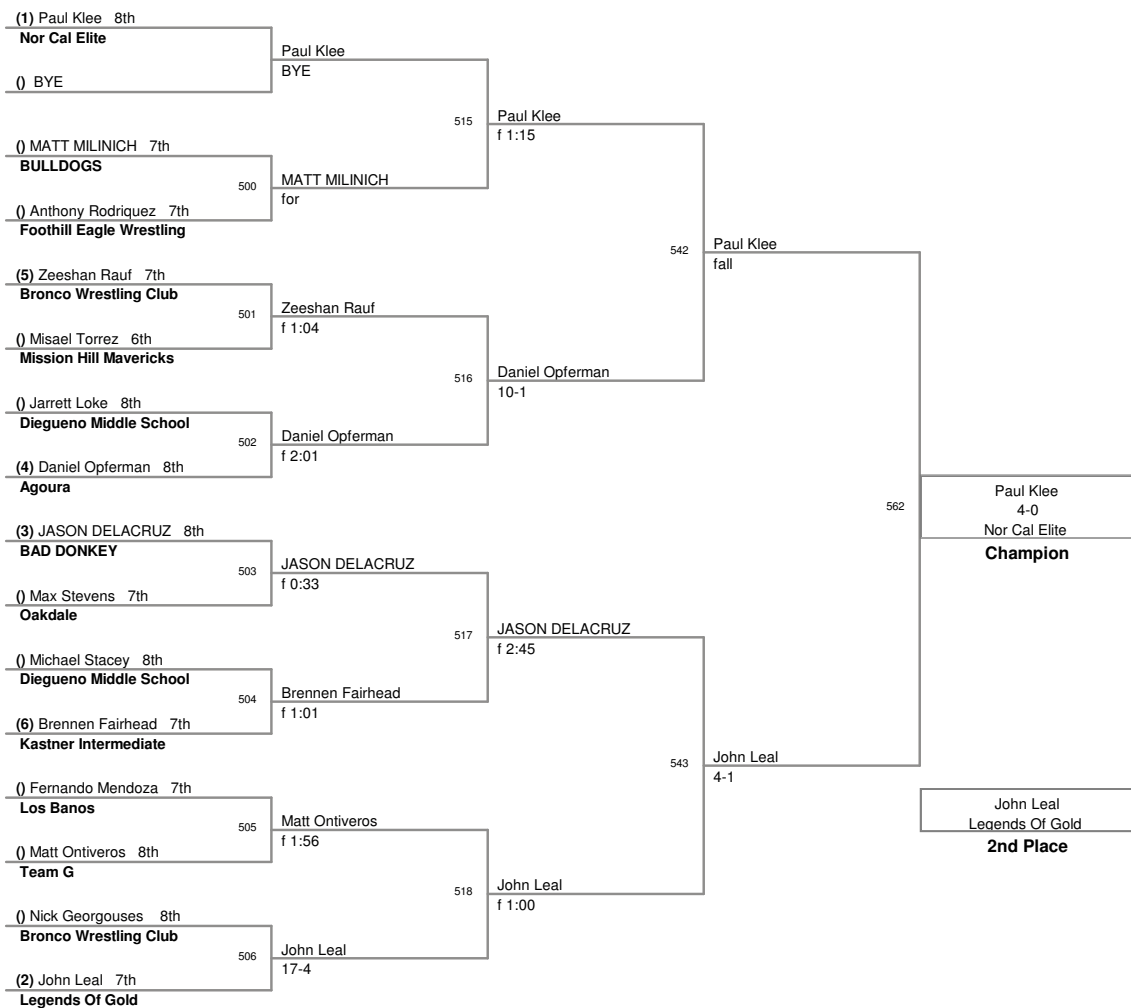 (1) Paul Klee 8th
Nor Cal Elite
() BYE
() MATT MILINICH 7th
BULLDOGS
() Anthony Rodriquez 7th
Foothill Eagle Wrestling
(5) Zeeshan Rauf 7th
Bronco Wrestling Club
() Misael Torrez 6th
Mission Hill Mavericks
() Jarrett Loke 8th
Diegueno Middle School
(4) Daniel Opferman 8th
Agoura
(3) JASON DELACRUZ 8th
BAD DONKEY
() Max Stevens 7th
Oakdale
() Michael Stacey 8th
Diegueno Middle School
(6) Brennen Fairhead 7th
Kastner Intermediate
() Fernando Mendoza 7th
Los Banos
() Matt Ontiveros 8th
Team G
() Nick Georgouses 8th
Bronco Wrestling Club
(2) John Leal 7th
Legends Of Gold
Paul Klee
BYE
500
MATT MILINICH
for
501
Zeeshan Rauf
f 1:04
502
Daniel Opferman
f 2:01
503
JASON DELACRUZ
f 0:33
504
Brennen Fairhead
f 1:01
505
Matt Ontiveros
f 1:56
506
John Leal
17-4
515
Paul Klee
f 1:15
516
Daniel Opferman
10-1
517
JASON DELACRUZ
f 2:45
518
John Leal
f 1:00
542
Paul Klee
fall
543
John Leal
4-1
562
Paul Klee
4-0
Nor Cal Elite
Champion
John Leal
Legends Of Gold
2nd Place